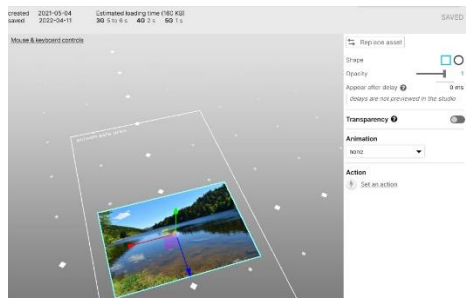 created 2021-05-04
saved 2023-04-11
Estimated loading time (160 KB)
3G 5 to 6 s 4G 2 s 5G 1 s
SAVED
Mouse & keyboard controls
Replace asset
Shape
Opacity 1
Appear after delay 0 ms
delays are not previewed in the studio
Transparency
Animation
none
Action
Set an action